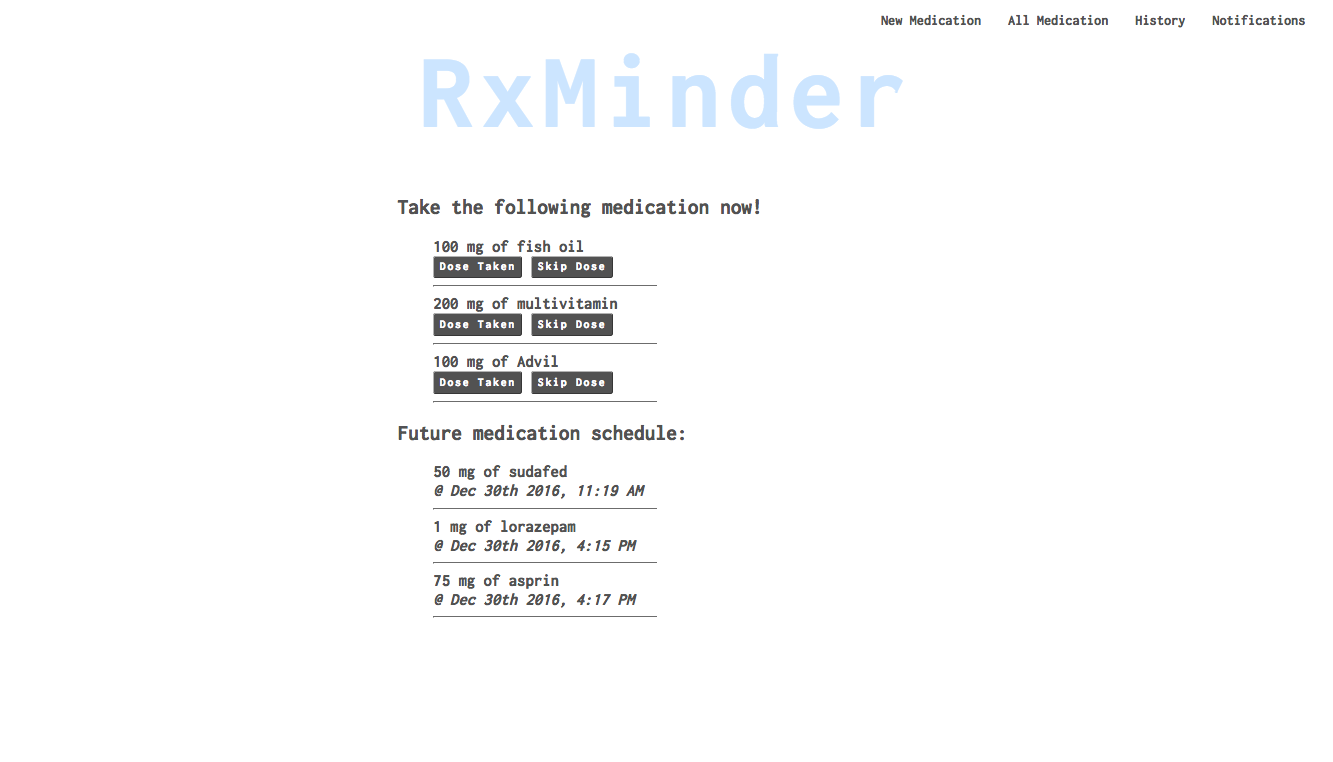 New Medication All Medication History Notifications
RxMinder
Take the following medication now!
100 mg of fish oil
Dose Taken Skip Dose
200 mg of multivitamin
Dose Taken Skip Dose
100 mg of Advil
Dose Taken Skip Dose
Future medication schedule:
50 mg of sudafed
@ Dec 30th 2016, 11:19 AM
1 mg of lorazepam
@ Dec 30th 2016, 4:15 PM
75 mg of asprin
@ Dec 30th 2016, 4:17 PM